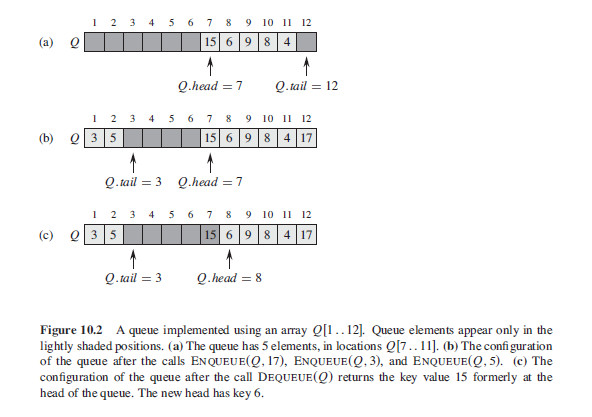 1 2 3 4 5 6 7 8 9 10 11 12
(a) Q 15 6 9 8 4
Q.head = 7 Q.tail = 12
1 2 3 4 5 6 7 8 9 10 11 12
(b) Q 3 5 15 6 9 8 4 17
Q.tail = 3 Q.head = 7
1 2 3 4 5 6 7 8 9 10 11 12
(c) Q 3 5 15 6 9 8 4 17
Q.tail = 3 Q.head = 8
Figure 10.2 A queue implemented using an array Q[1 . . 12]. Queue elements appear only in the
lightly shaded positions. (a) The queue has 5 elements, in locations Q[7 . . 11]. (b) The configuration
of the queue after the calls ENQUEUE(Q, 17), ENQUEUE(Q, 3), and ENQUEUE(Q, 5). (c) The
configuration of the queue after the call DEQUEUE(Q) returns the key value 15 formerly at the
head of the queue. The new head has key 6.